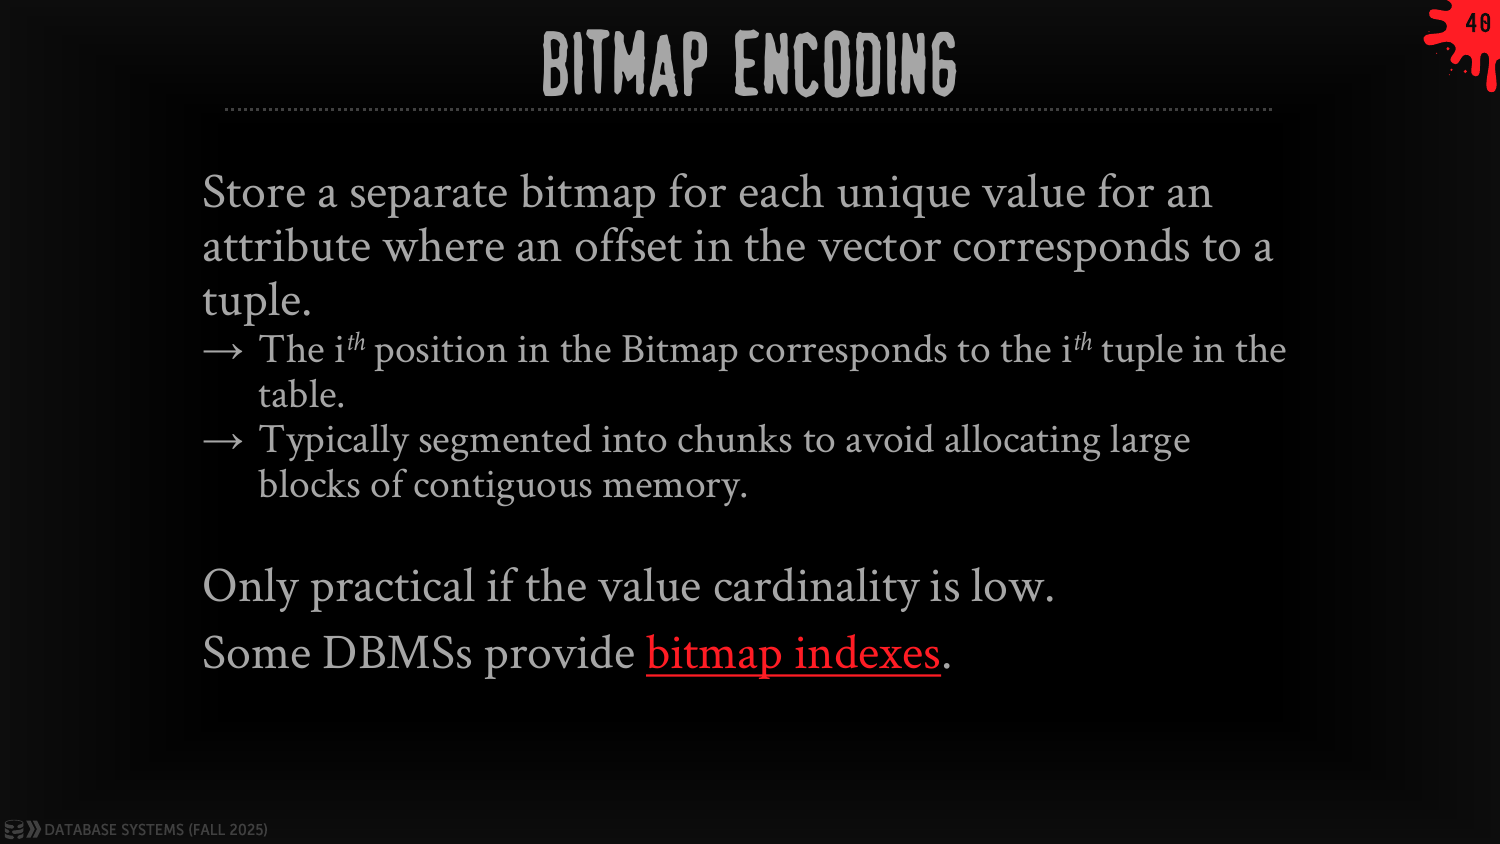 40
BITMAP ENCODING
Store a separate bitmap for each unique value for an
attribute where an offset in the vector corresponds to a
tuple.
→ The ith position in the Bitmap corresponds to the ith tuple in the
table.
→ Typically segmented into chunks to avoid allocating large
blocks of contiguous memory.
Only practical if the value cardinality is low.
Some DBMSs provide bitmap indexes.
DATABASE SYSTEMS (FALL 2025)